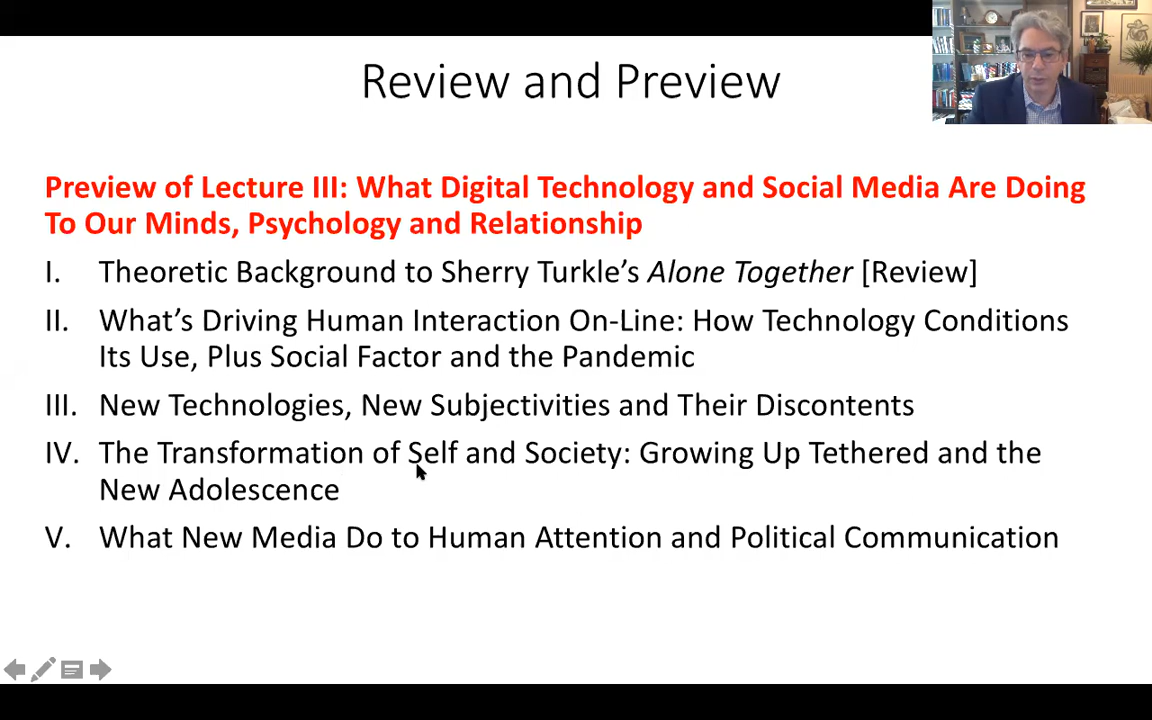 Review and Preview
Preview of Lecture III: What Digital Technology and Social Media Are Doing
To Our Minds, Psychology and Relationship
I. Theoretic Background to Sherry Turkle’s Alone Together [Review]
II. What’s Driving Human Interaction On-Line: How Technology Conditions
Its Use, Plus Social Factor and the Pandemic
III. New Technologies, New Subjectivities and Their Discontents
IV. The Transformation of Self and Society: Growing Up Tethered and the
New Adolescence
V. What New Media Do to Human Attention and Political Communication